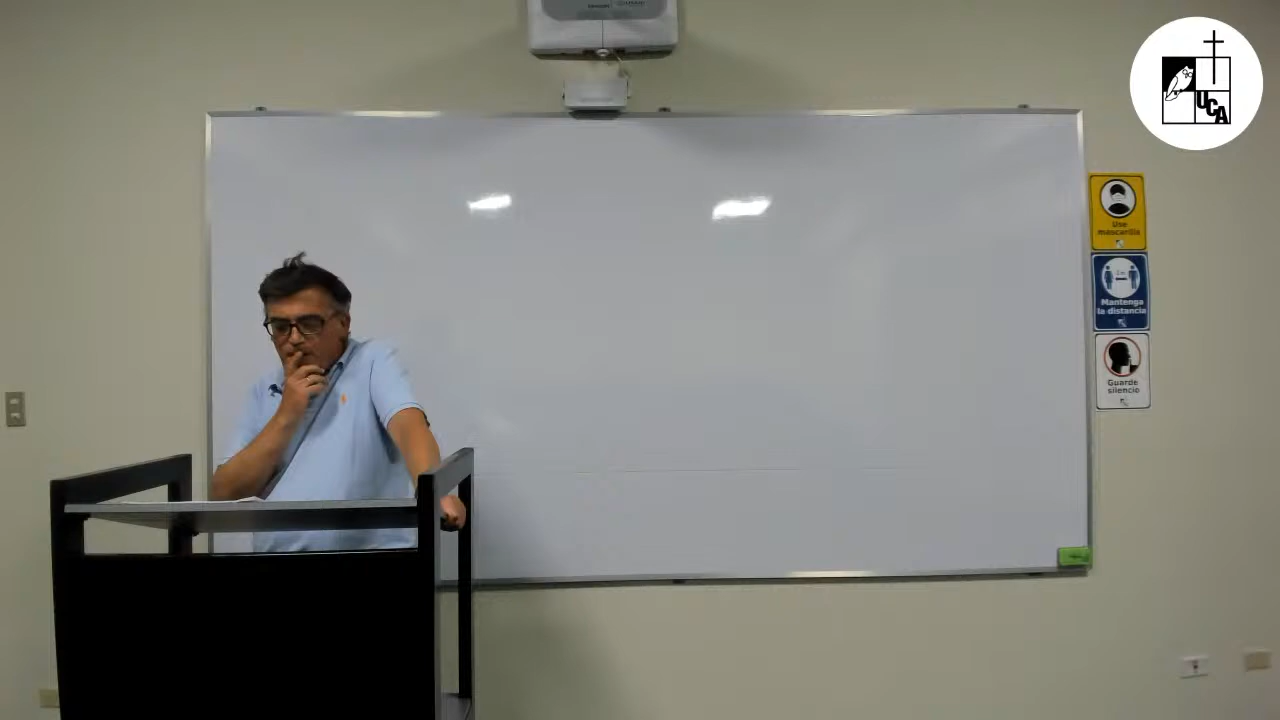 UCA
Use
mascarilla
Mantenga
la distancia
Guarde
silencio